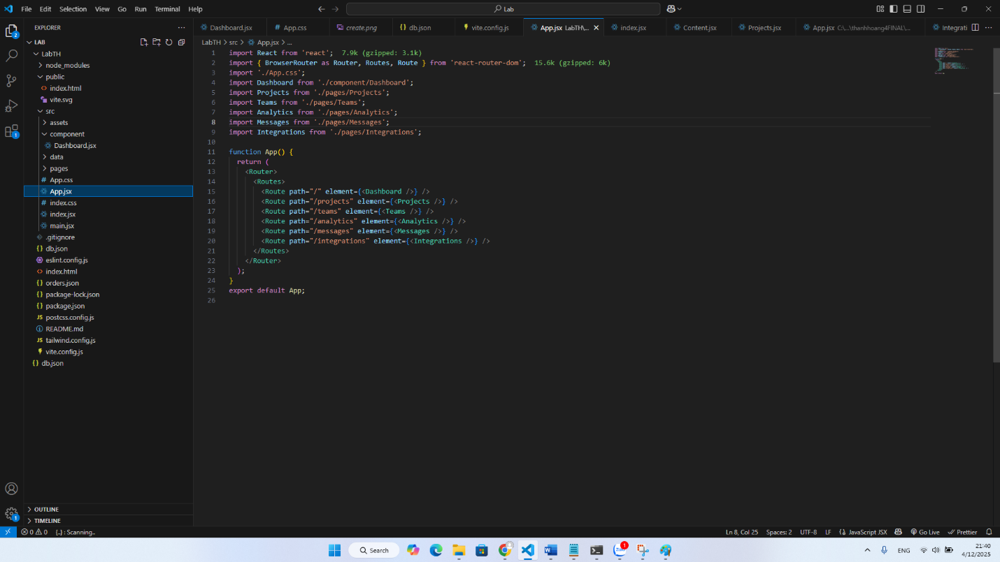 File Edit Selection View Go Run Terminal Help
Lab
EXPLORER
Dashboard.jsx
App.css
create.png
db.json
vite.config.js
App.jsx LabTH\...
index.jsx
Content.jsx
Projects.jsx
App.jsx C:\...\thanhhoang4FINAL\...
Integrati
LAB
LabTH
node_modules
public
index.html
vite.svg
src
assets
component
Dashboard.jsx
data
pages
App.css
App.jsx
index.css
index.jsx
main.jsx
.gitignore
db.json
eslint.config.js
index.html
orders.json
package-lock.json
package.json
postcss.config.js
README.md
tailwind.config.js
vite.config.js
db.json
OUTLINE
TIMELINE
LabTH > src > App.jsx > ...
1 import React from 'react'; 7.9k (gzipped: 3.1k)
2 import { BrowserRouter as Router, Routes, Route } from 'react-router-dom'; 15.6k (gzipped: 6k)
3 import './App.css';
4 import Dashboard from './component/Dashboard';
5 import Projects from './pages/Projects';
6 import Teams from './pages/Teams';
7 import Analytics from './pages/Analytics';
8 import Messages from './pages/Messages';
9 import Integrations from './pages/Integrations';
10
11 function App() {
12 return (
13 <Router>
14 <Routes>
15 <Route path="/" element={<Dashboard />} />
16 <Route path="/projects" element={<Projects />} />
17 <Route path="/teams" element={<Teams />} />
18 <Route path="/analytics" element={<Analytics />} />
19 <Route path="/messages" element={<Messages />} />
20 <Route path="/integrations" element={<Integrations />} />
21 </Routes>
22 </Router>
23 );
24 }
25 export default App;
26
0 0 {..} : Scanning..
Ln 8, Col 25 Spaces: 2 UTF-8 LF JavaScript JSX Go Live Prettier
Search
1
ENG
21:40
4/12/2025